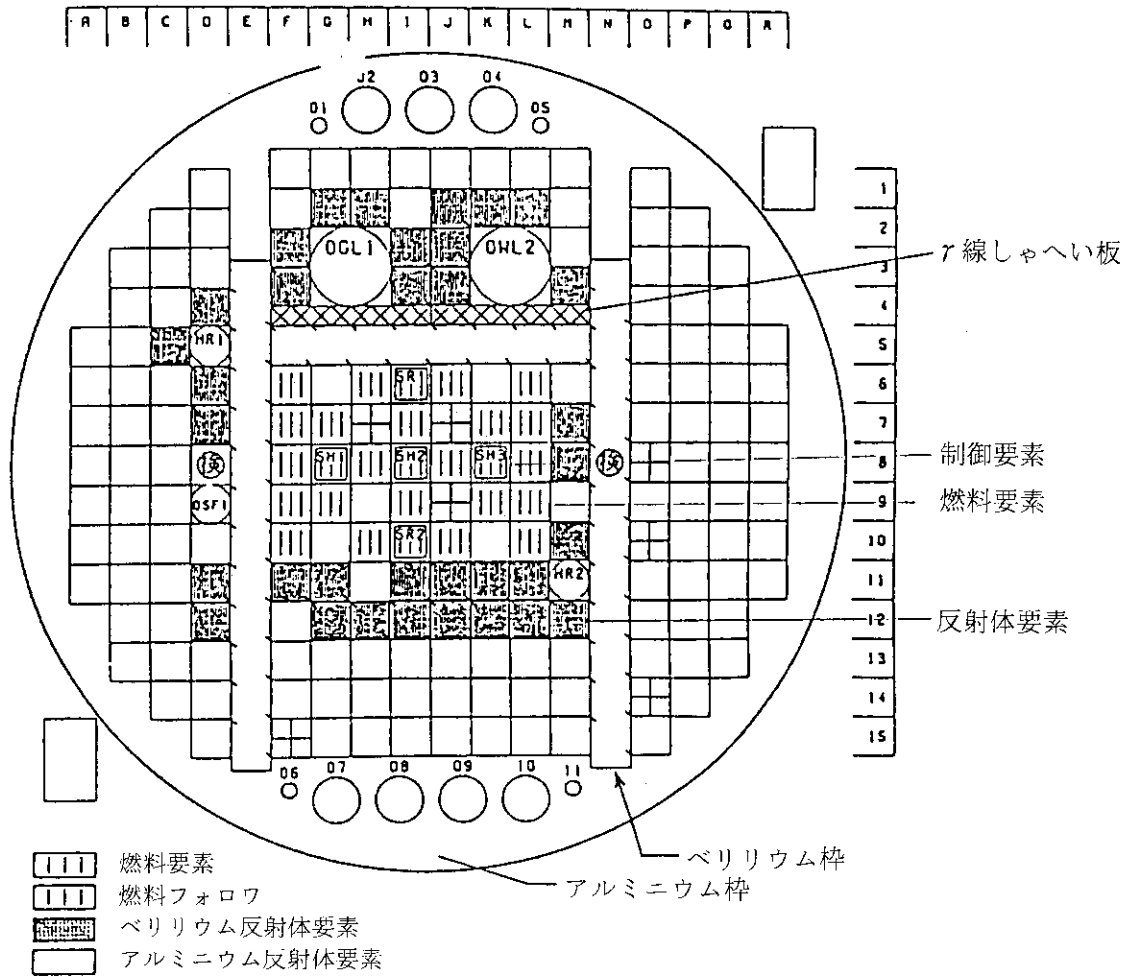 A B C D E F G H I J K L M N O P Q R
J2 03 04
01 05
1
2
OGL1 OWL2
γ線しゃへい板
3
4
HR1
5
SR1
6
7
検 SH1 SH2 SH3 検
8
制御要素
OSF1
9
燃料要素
SR2
10
HR2
11
12
反射体要素
13
14
15
06 07 08 09 10 11
ベリリウム枠
アルミニウム枠
燃料要素
燃料フォロワ
ベリリウム反射体要素
アルミニウム反射体要素